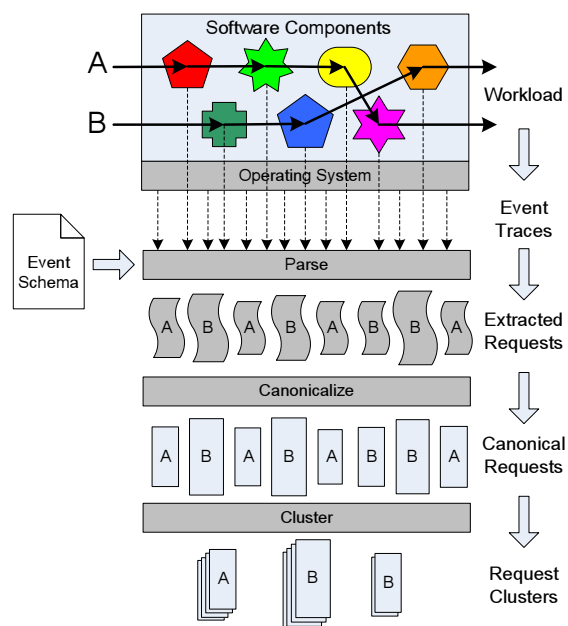 Software Components
A
B
Workload
Operating System
Event
Traces
Event
Schema
Parse
A
B
A
B
A
B
B
A
Extracted
Requests
Canonicalize
A
B
A
B
A
B
B
A
Canonical
Requests
Cluster
A
B
B
Request
Clusters